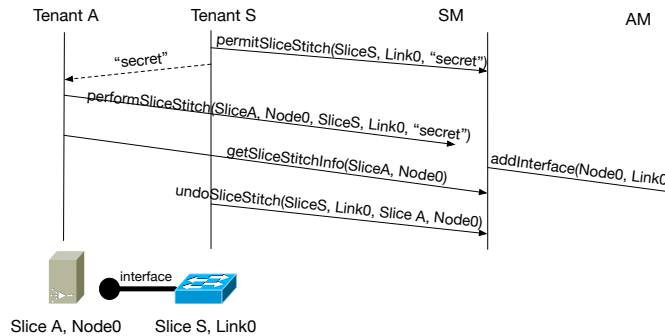 Tenant A
Tenant S
SM
AM
permitSliceStitch(SliceS, Link0, “secret”)
“secret”
performSliceStitch(SliceA, Node0, SliceS, Link0, “secret”)
getSliceStitchInfo(SliceA, Node0)
addInterface(Node0, Link0
undoSliceStitch(SliceS, Link0, Slice A, Node0)
interface
Slice A, Node0
Slice S, Link0